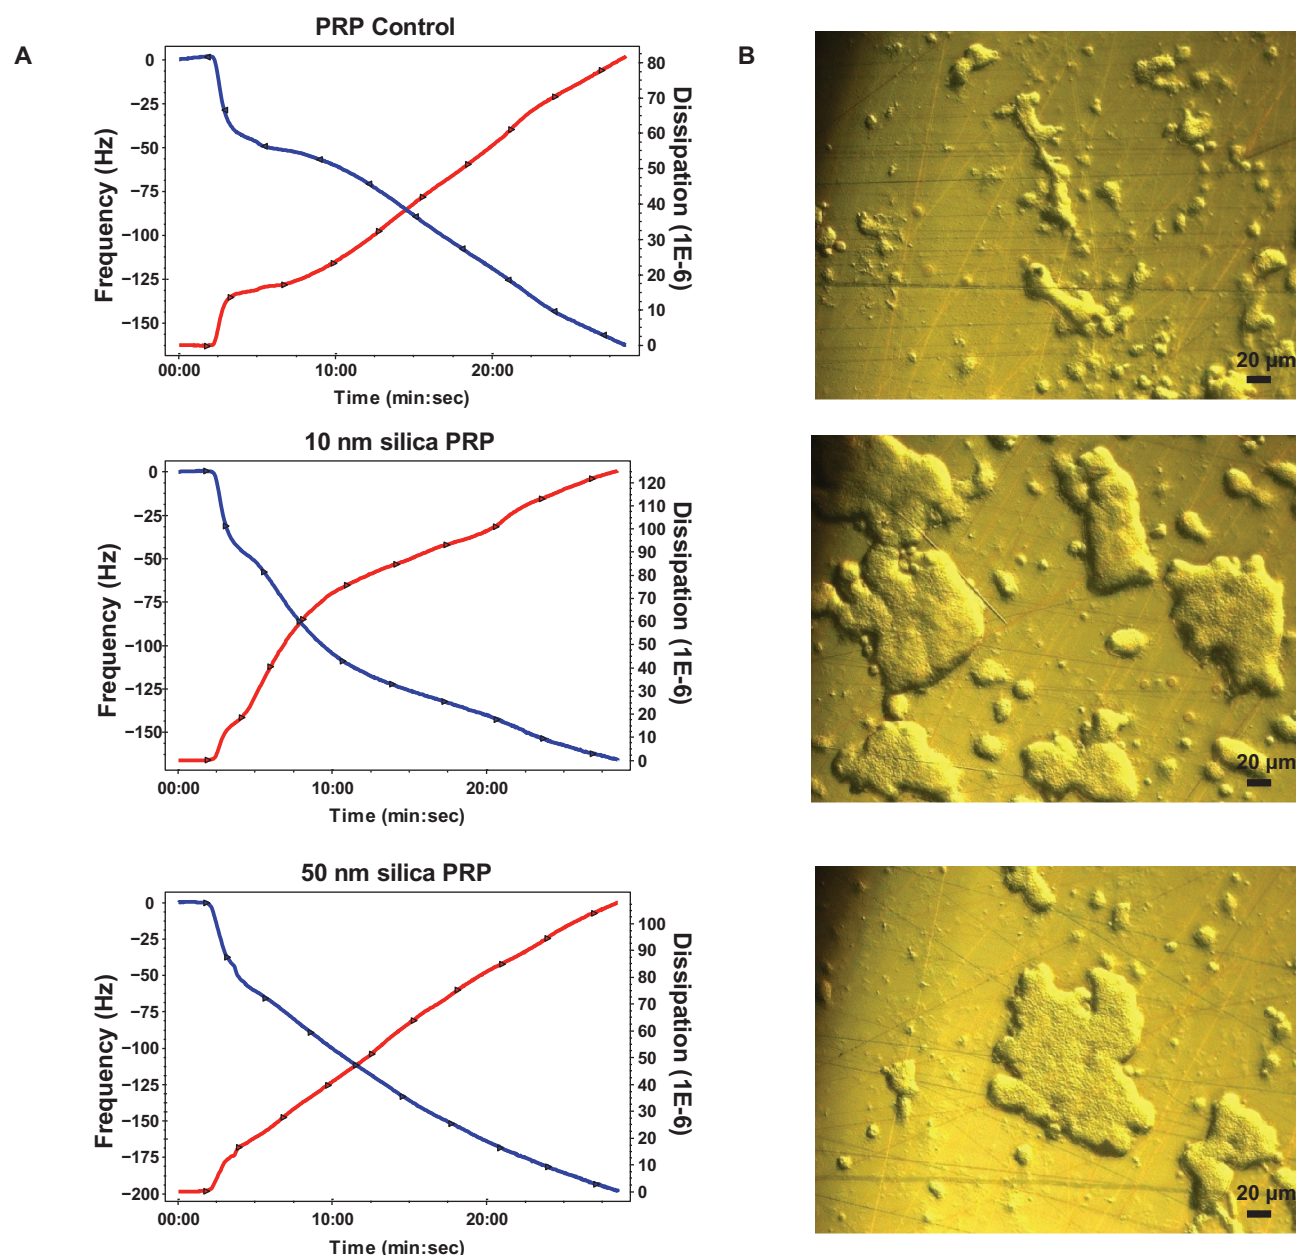 A
B
PRP Control
Frequency (Hz)
0
−25
−50
−75
−100
−125
−150
80
70
60
50
40
30
20
10
0
Dissipation (1E-6)
00:00 10:00 20:00
Time (min:sec)
20 µm
10 nm silica PRP
Frequency (Hz)
0
−25
−50
−75
−100
−125
−150
120
110
100
90
80
70
60
50
40
30
20
10
0
Dissipation (1E-6)
00:00 10:00 20:00
Time (min:sec)
20 µm
50 nm silica PRP
Frequency (Hz)
0
−25
−50
−75
−100
−125
−150
−175
−200
100
90
80
70
60
50
40
30
20
10
0
Dissipation (1E-6)
00:00 10:00 20:00
Time (min:sec)
20 µm